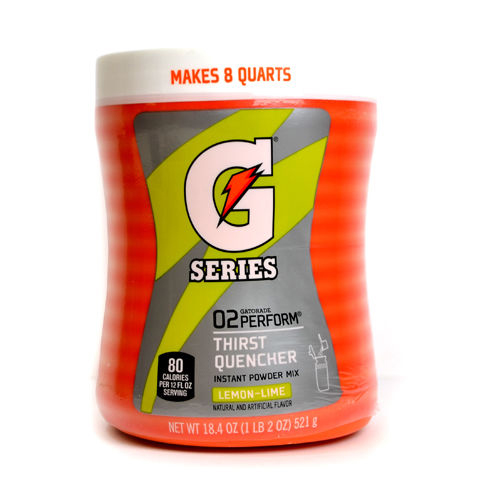 MAKES 8 QUARTS
G
SERIES
GATORADE
02 PERFORM®
THIRST
QUENCHER
INSTANT POWDER MIX
LEMON-LIME
NATURAL AND ARTIFICIAL FLAVOR
80
CALORIES
PER 12 FL OZ
SERVING
NET WT 18.4 OZ (1 LB 2 OZ) 521 g